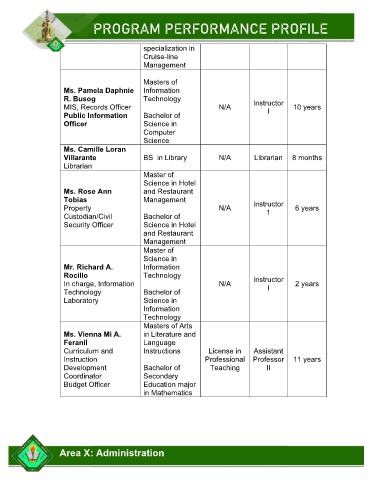 PROGRAM PERFORMANCE PROFILE
specialization in
Cruise-line
Management
Ms. Pamela Daphnie
R. Busog
MIS, Records Officer
Public Information
Officer
Masters of
Information
Technology
Bachelor of
Science in
Computer
Science
N/A
Instructor
I
10 years
Ms. Camille Loran
Villarante
Librarian
BS in Library
N/A
Librarian
8 months
Ms. Rose Ann
Tobias
Property
Custodian/Civil
Security Officer
Master of
Science in Hotel
and Restaurant
Management
Bachelor of
Science in Hotel
and Restaurant
Management
N/A
Instructor
1
6 years
Mr. Richard A.
Rocillo
In charge, Information
Technology
Laboratory
Master of
Science in
Information
Technology
Bachelor of
Science in
Information
Technology
N/A
Instructor
I
2 years
Ms. Vienna Mi A.
Feranil
Curriculum and
Instruction
Development
Coordinator
Budget Officer
Masters of Arts
in Literature and
Language
Instructions
Bachelor of
Secondary
Education major
in Mathematics
License in
Professional
Teaching
Assistant
Professor
II
11 years
Area X: Administration